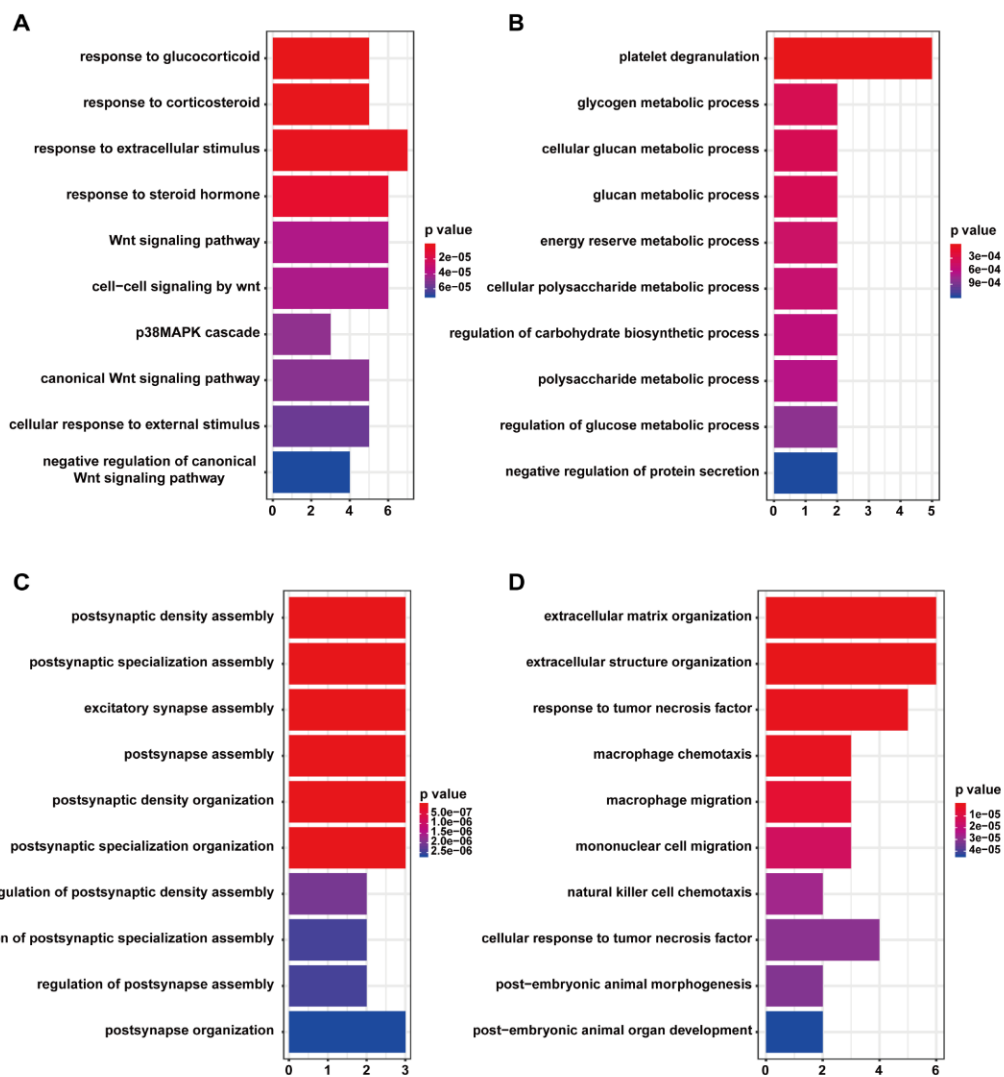 A
response to glucocorticoid
response to corticosteroid
response to extracellular stimulus
response to steroid hormone
Wnt signaling pathway
cell−cell signaling by wnt
p38MAPK cascade
canonical Wnt signaling pathway
cellular response to external stimulus
negative regulation of canonical
Wnt signaling pathway
0 2 4 6
p value
2e−05
4e−05
6e−05
B
platelet degranulation
glycogen metabolic process
cellular glucan metabolic process
glucan metabolic process
energy reserve metabolic process
cellular polysaccharide metabolic process
regulation of carbohydrate biosynthetic process
polysaccharide metabolic process
regulation of glucose metabolic process
negative regulation of protein secretion
0 1 2 3 4 5
p value
3e−04
6e−04
9e−04
C
postsynaptic density assembly
postsynaptic specialization assembly
excitatory synapse assembly
postsynapse assembly
postsynaptic density organization
postsynaptic specialization organization
gulation of postsynaptic density assembly
n of postsynaptic specialization assembly
regulation of postsynapse assembly
postsynapse organization
0 1 2 3
p value
5.0e−07
1.0e−06
1.5e−06
2.0e−06
2.5e−06
D
extracellular matrix organization
extracellular structure organization
response to tumor necrosis factor
macrophage chemotaxis
macrophage migration
mononuclear cell migration
natural killer cell chemotaxis
cellular response to tumor necrosis factor
post−embryonic animal morphogenesis
post−embryonic animal organ development
0 2 4 6
p value
1e−05
2e−05
3e−05
4e−05